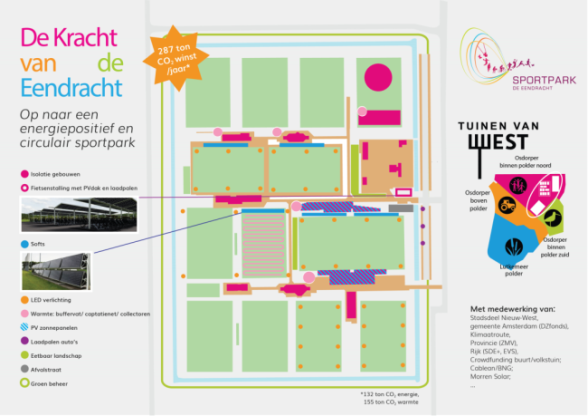 De Kracht
van de
Eendracht
Op naar een
energiepositief en
circulair sportpark
287 ton
CO2 winst
/jaar*
Isolatie gebouwen
Fietsenstalling met PVdak en laadpalen
Softs
LED verlichting
Warmte: buffervat/ captatienet/ collectoren
PV zonnepanelen
Laadpalen auto's
Eetbaar landschap
Afvalstraat
Groen beheer
*132 ton CO2 energie,
155 ton CO2 warmte
SPORTPARK
DE EENDRACHT
TUINEN VAN
WEST
Osdorper
binnen polder noord
Osdorper
boven
polder
Osdorper
binnen
polder zuid
Lutkemeer
polder
Met medewerking van:
Stadsdeel Nieuw-West,
gemeente Amsterdam (DZfonds),
Klimaatroute,
Provincie (ZMV),
Rijk (SDE+, EVS),
Crowdfunding buurt/volkstuin;
Cablean/BNG;
Morren Solar;
...